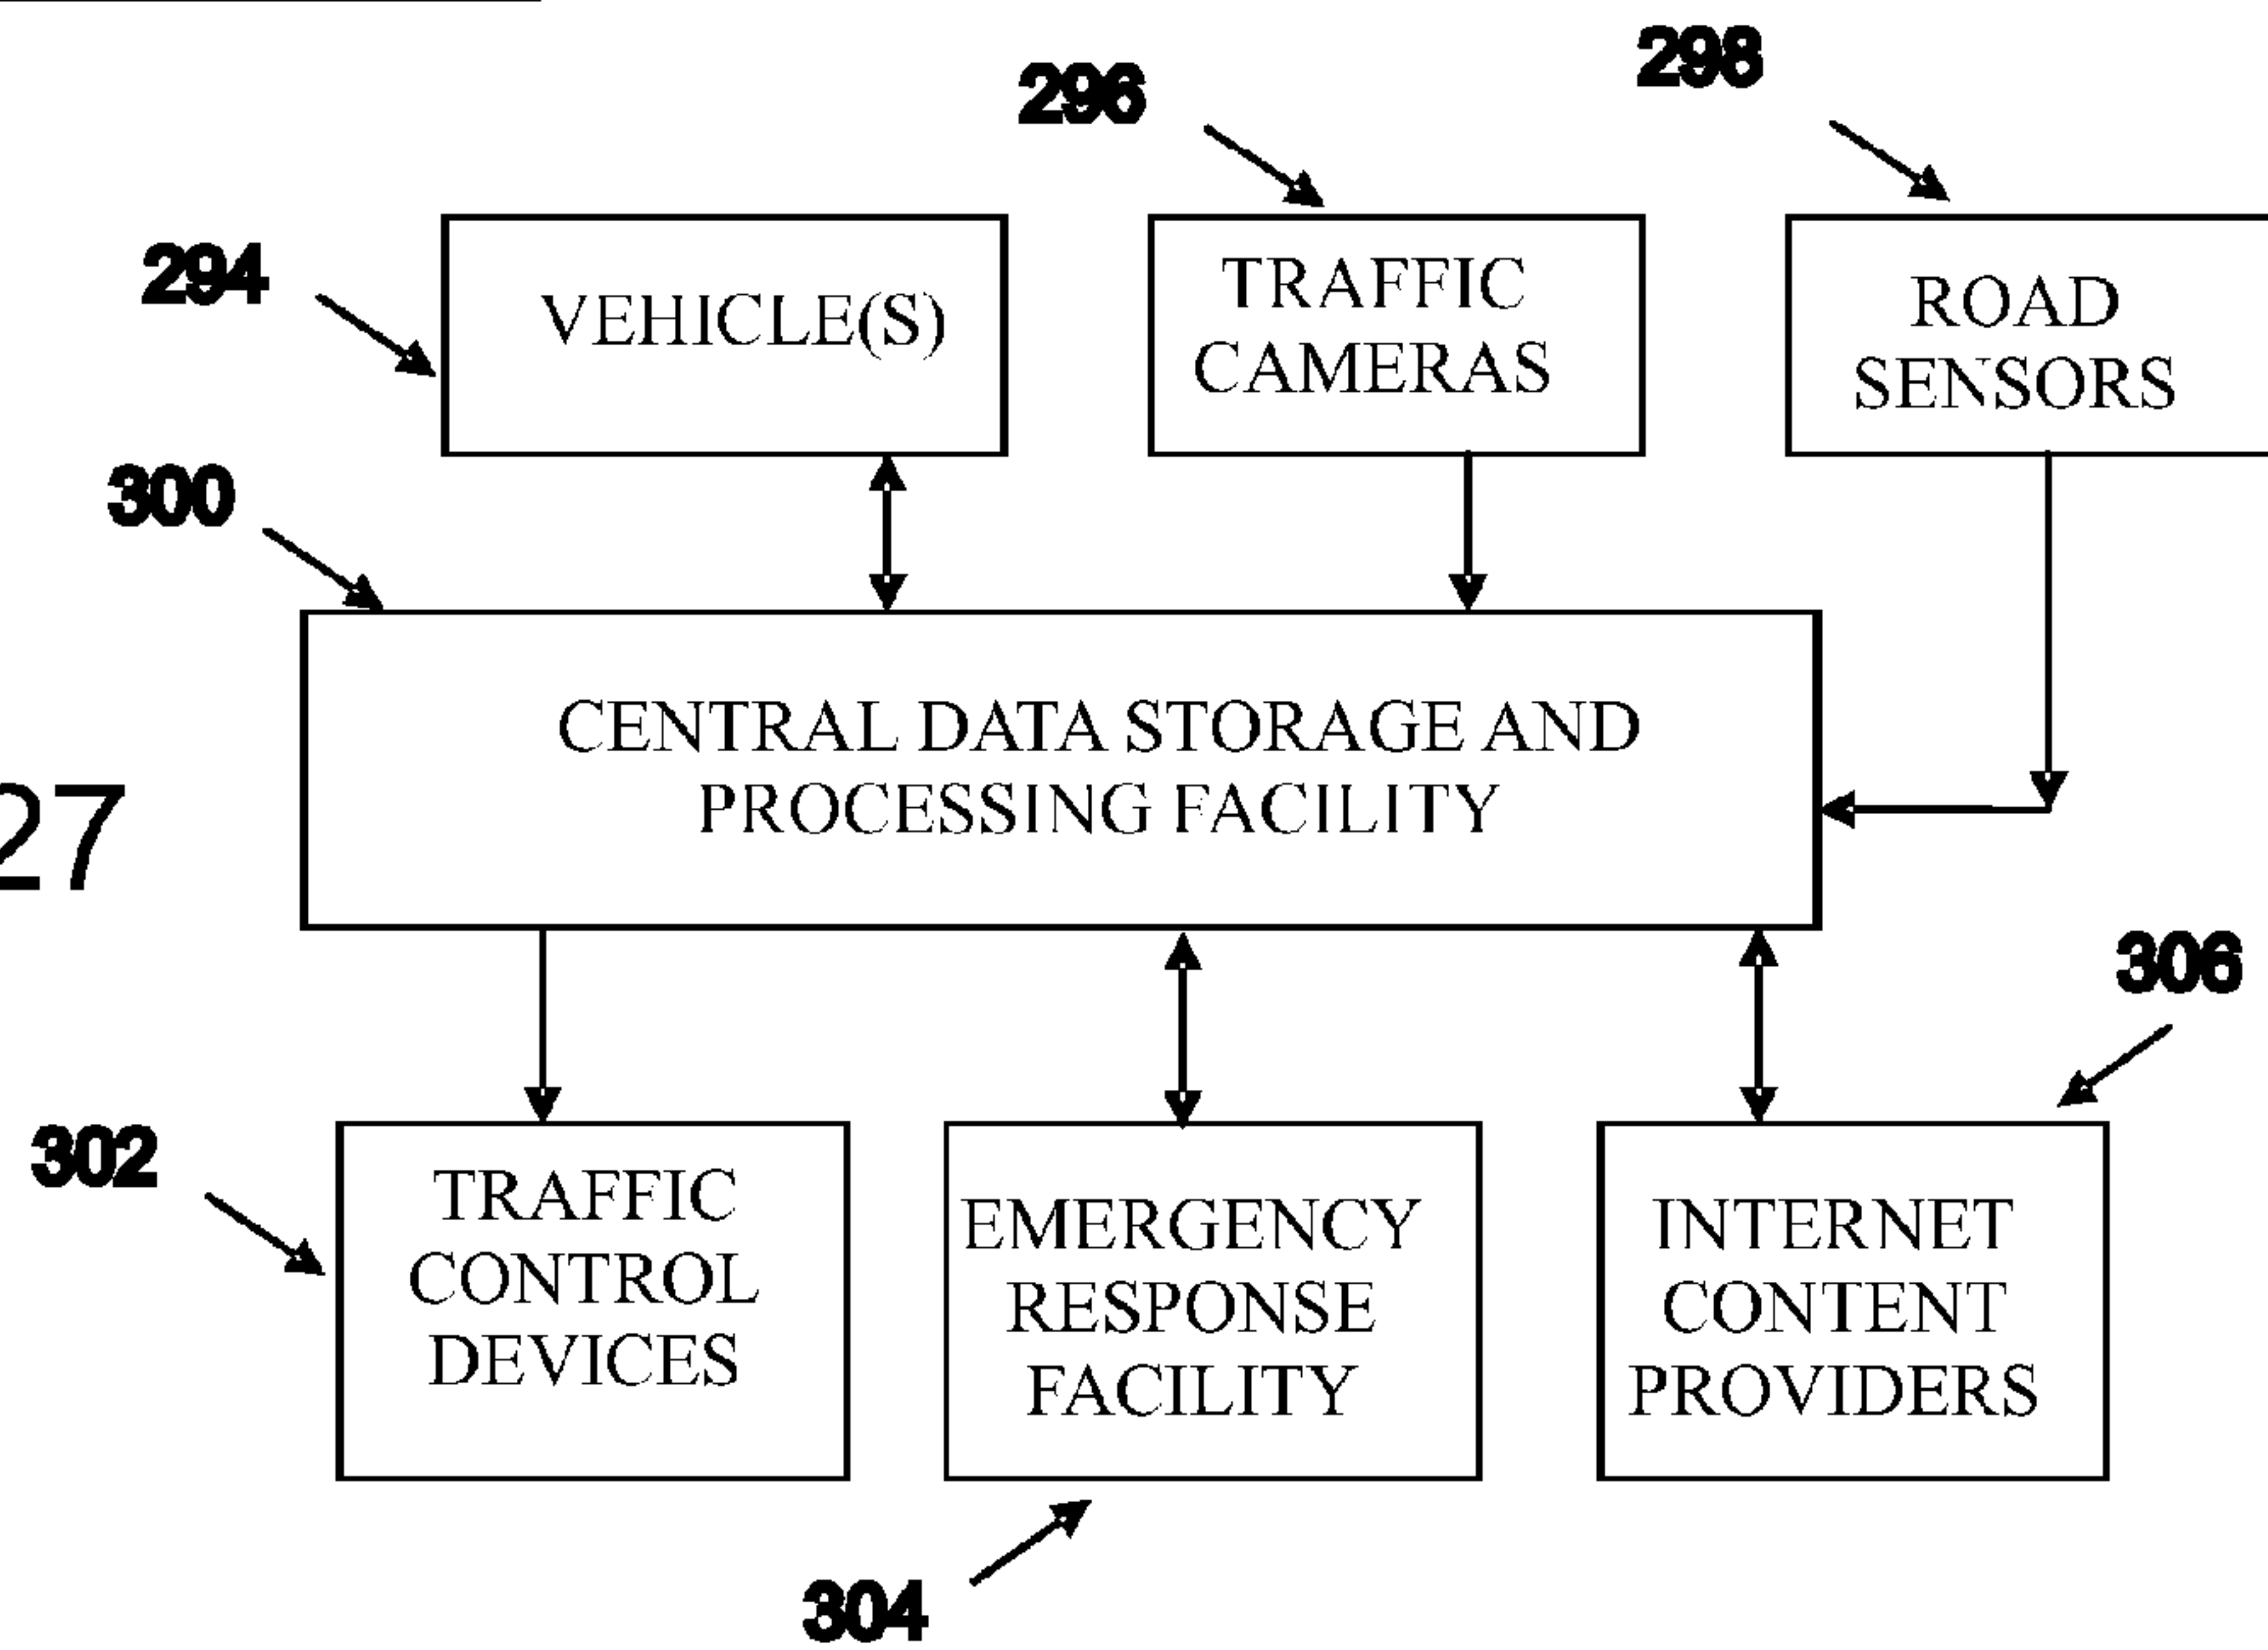 298
296
294
VEHICLE(S)
TRAFFIC
CAMERAS
ROAD
SENSORS
300
CENTRAL DATA STORAGE AND
PROCESSING FACILITY
27
306
302
TRAFFIC
CONTROL
DEVICES
EMERGENCY
RESPONSE
FACILITY
INTERNET
CONTENT
PROVIDERS
304